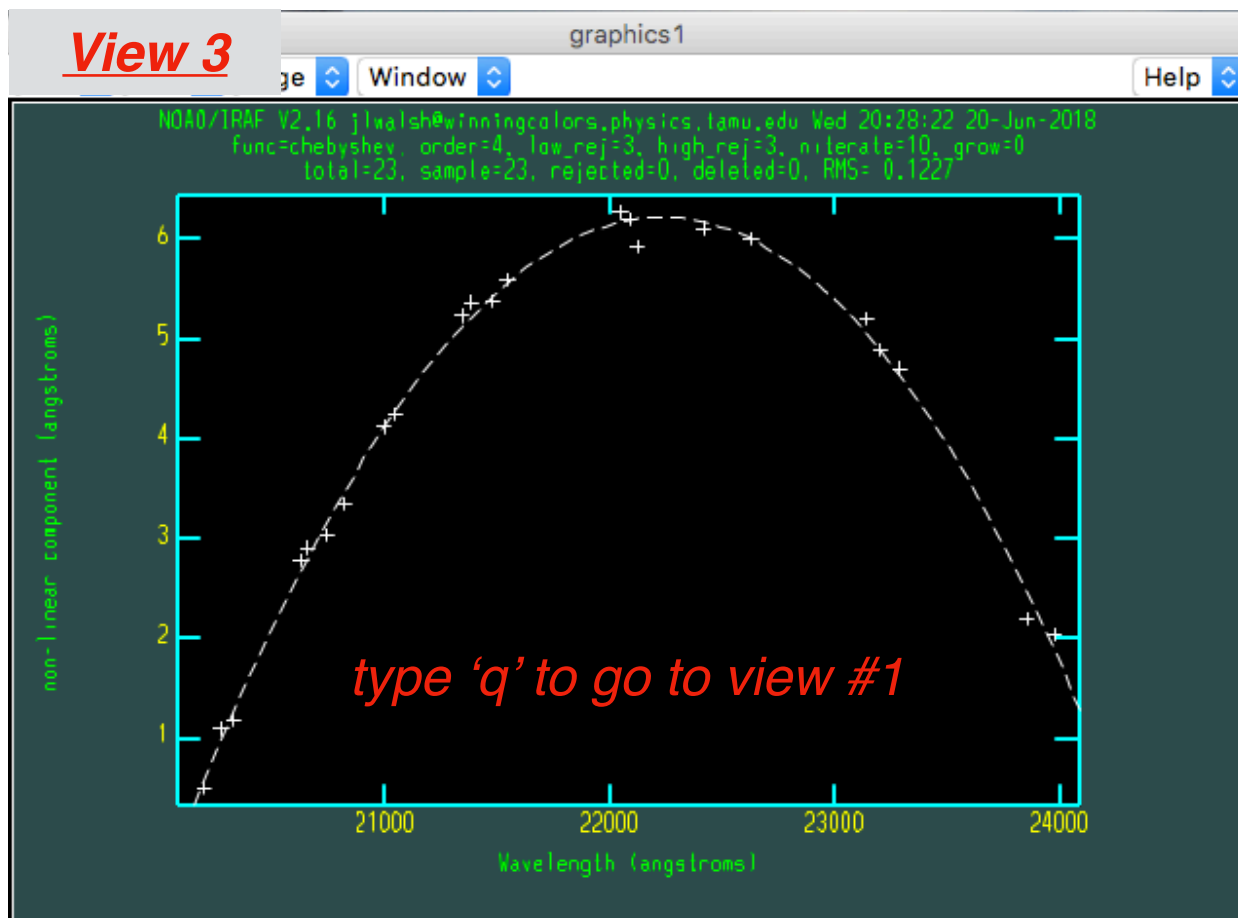 View 3
graphics1
ge Window Help
NOAO/IRAF V2.16 jlwalsh@winningcolors.physics.tamu.edu Wed 20:28:22 20-Jun-2018
func=chebyshev, order=4, low_rej=3, high_rej=3, niterate=10, grow=0
total=23, sample=23, rejected=0, deleted=0, RMS= 0.1227
non-linear component (angstroms)
6
5
4
3
2
1
type ‘q’ to go to view #1
21000 22000 23000 24000
Wavelength (angstroms)